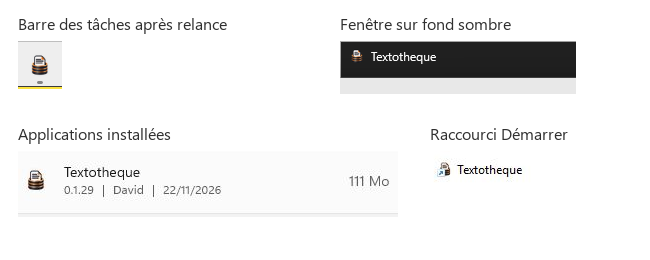 Barre des tâches après relance
Fenêtre sur fond sombre
Textotheque
Applications installées
Raccourci Démarrer
Textotheque
0.1.29 | David | 22/11/2026
111 Mo
Textotheque